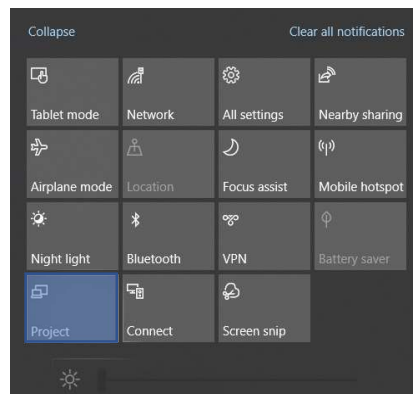 Collapse Clear all notifications
Tablet mode Network All settings Nearby sharing
Airplane mode Location Focus assist Mobile hotspot
Night light Bluetooth VPN Battery saver
Project Connect Screen snip